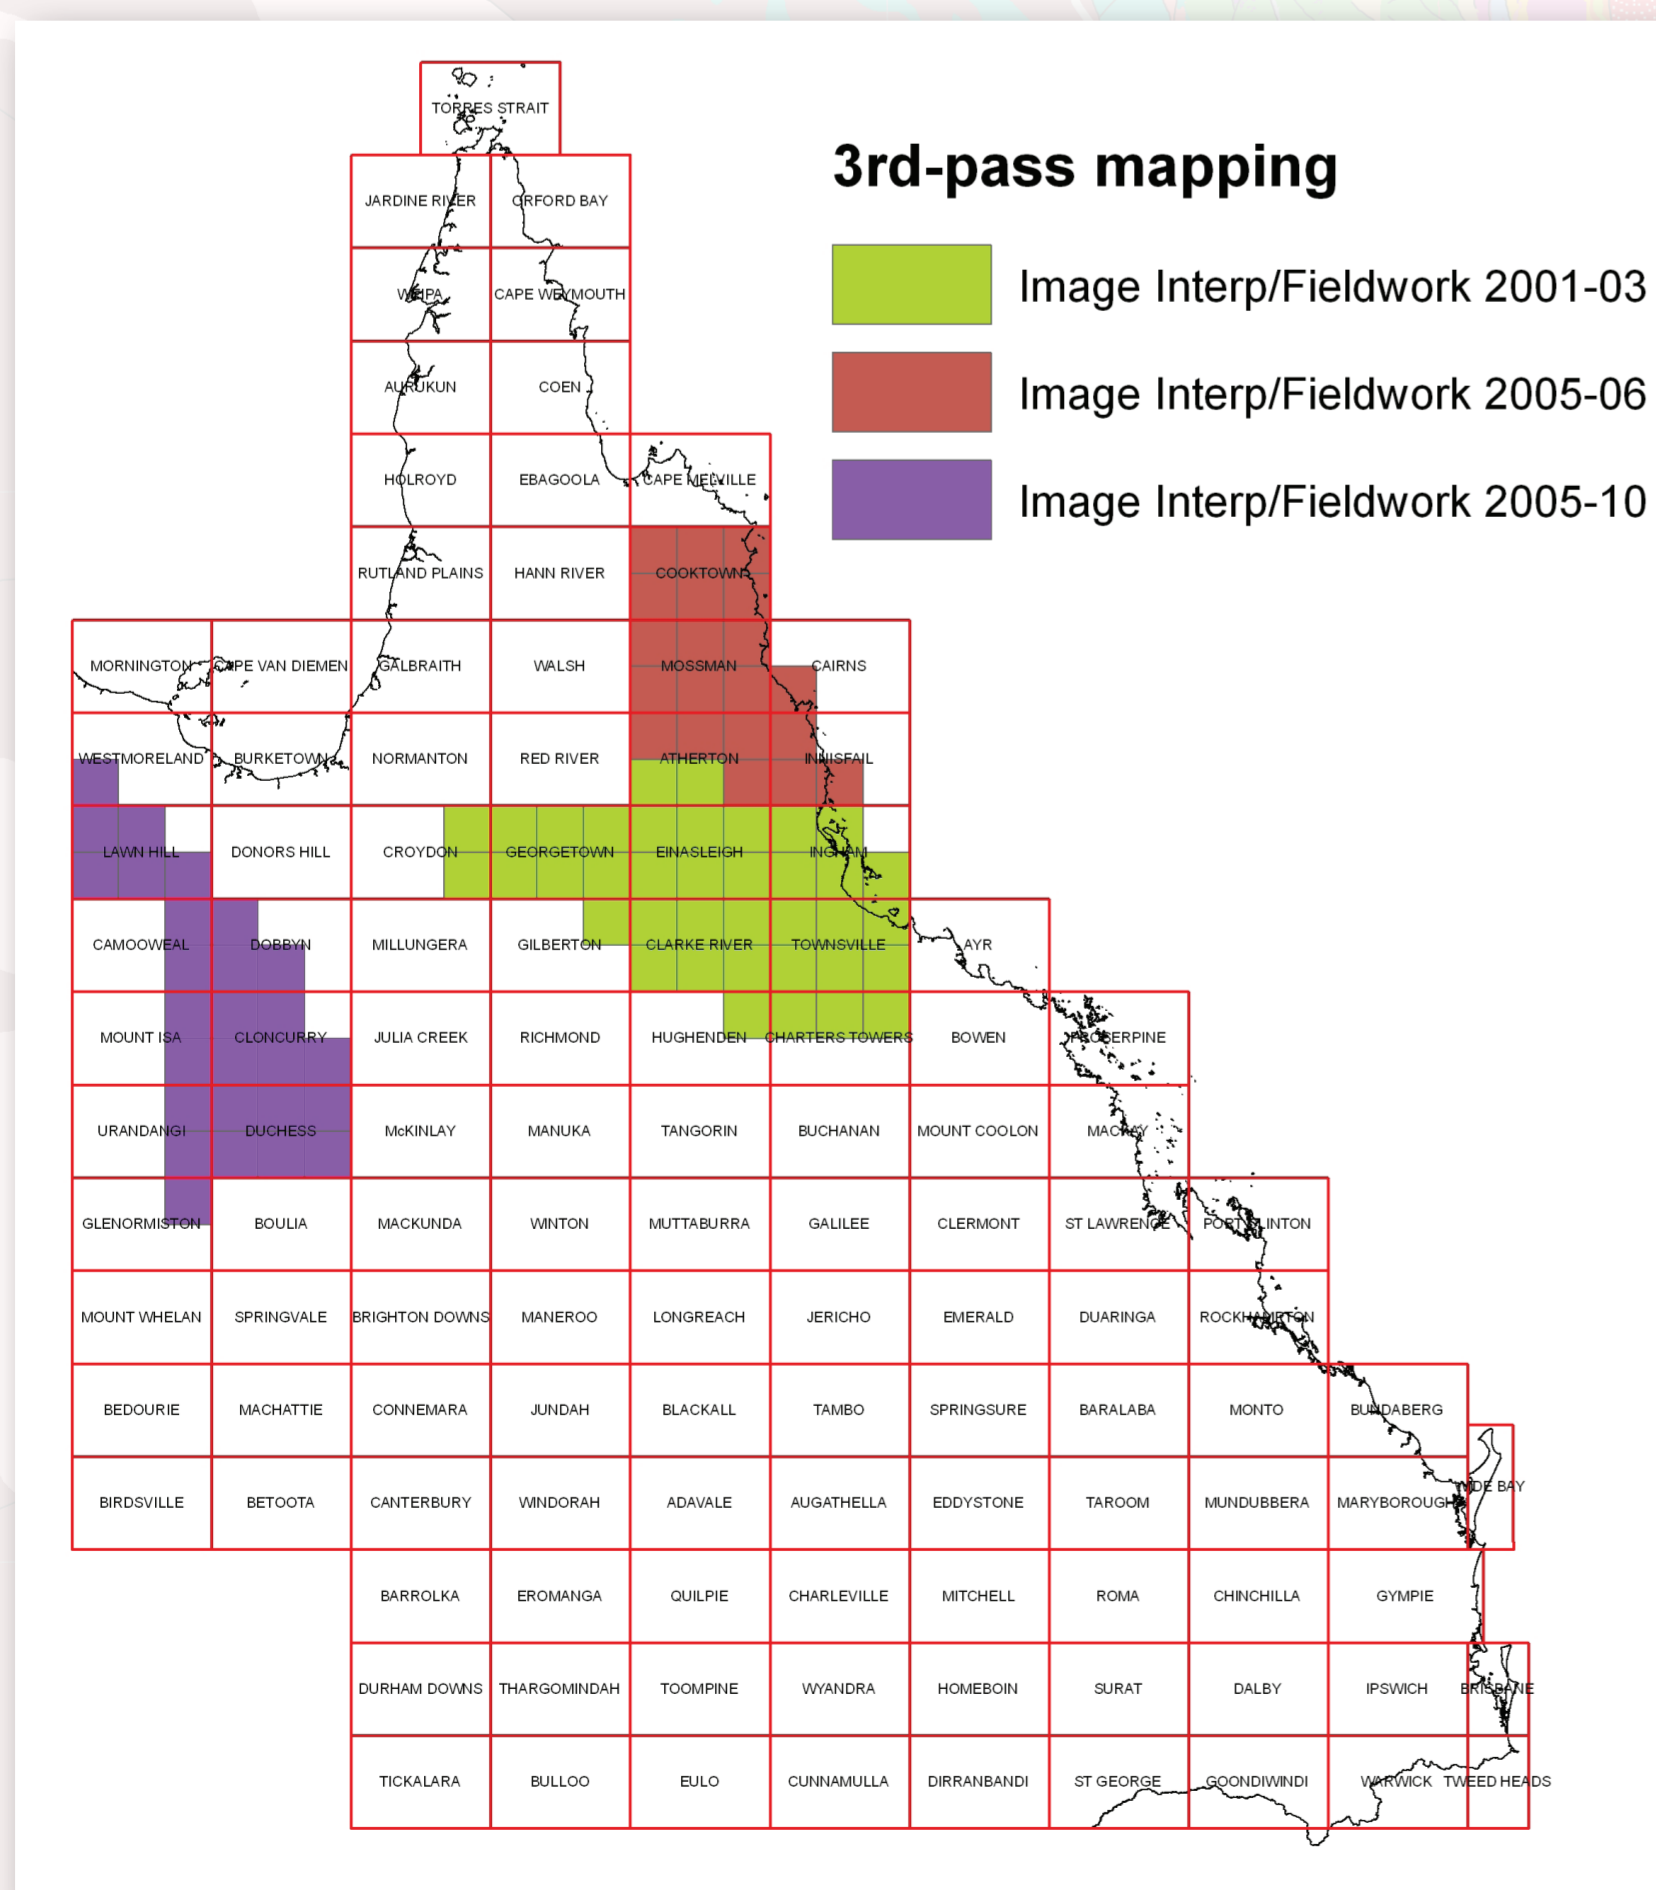 TORRES STRAIT
3rd-pass mapping
JARDINE RIVER ORFORD BAY
Image Interp/Fieldwork 2001-03
WEIPA CAPE WEYMOUTH
AURUKUN COEN
Image Interp/Fieldwork 2005-06
HOLROYD EBAGOOLA CAPE MELVILLE
Image Interp/Fieldwork 2005-10
RUTLAND PLAINS HANN RIVER COOKTOWN
MORNINGTON CAPE VAN DIEMEN GALBRAITH WALSH MOSSMAN CAIRNS
WESTMORELAND BURKETOWN NORMANTON RED RIVER ATHERTON INNISFAIL
LAWN HILL DONORS HILL CROYDON GEORGETOWN EINASLEIGH INGHAM
CAMOOWEAL DOBBYN MILLUNGERA GILBERTON CLARKE RIVER TOWNSVILLE AYR
MOUNT ISA CLONCURRY JULIA CREEK RICHMOND HUGHENDEN CHARTERS TOWERS BOWEN PROSERPINE
URANDANGI DUCHESS McKINLAY MANUKA TANGORIN BUCHANAN MOUNT COOLON MACKAY
GLENORMISTON BOULIA MACKUNDA WINTON MUTTABURRA GALILEE CLERMONT ST LAWRENCE PORT CLINTON
MOUNT WHELAN SPRINGVALE BRIGHTON DOWNS MANEROO LONGREACH JERICHO EMERALD DUARINGA ROCKHAMPTON
BEDOURIE MACHATTIE CONNEMARA JUNDAH BLACKALL TAMBO SPRINGSURE BARALABA MONTO BUNDABERG
WIDE BAY
BIRDSVILLE BETOOTA CANTERBURY WINDORAH ADAVALE AUGATHELLA EDDYSTONE TAROOM MUNDUBBERA MARYBOROUGH
BARROLKA EROMANGA QUILPIE CHARLEVILLE MITCHELL ROMA CHINCHILLA GYMPIE
DURHAM DOWNS THARGOMINDAH TOOMPINE WYANDRA HOMEBOIN SURAT DALBY IPSWICH BRISBANE
TICKALARA BULLOO EULO CUNNAMULLA DIRRANBANDI ST GEORGE GOONDIWINDI WARWICK TWEED HEADS